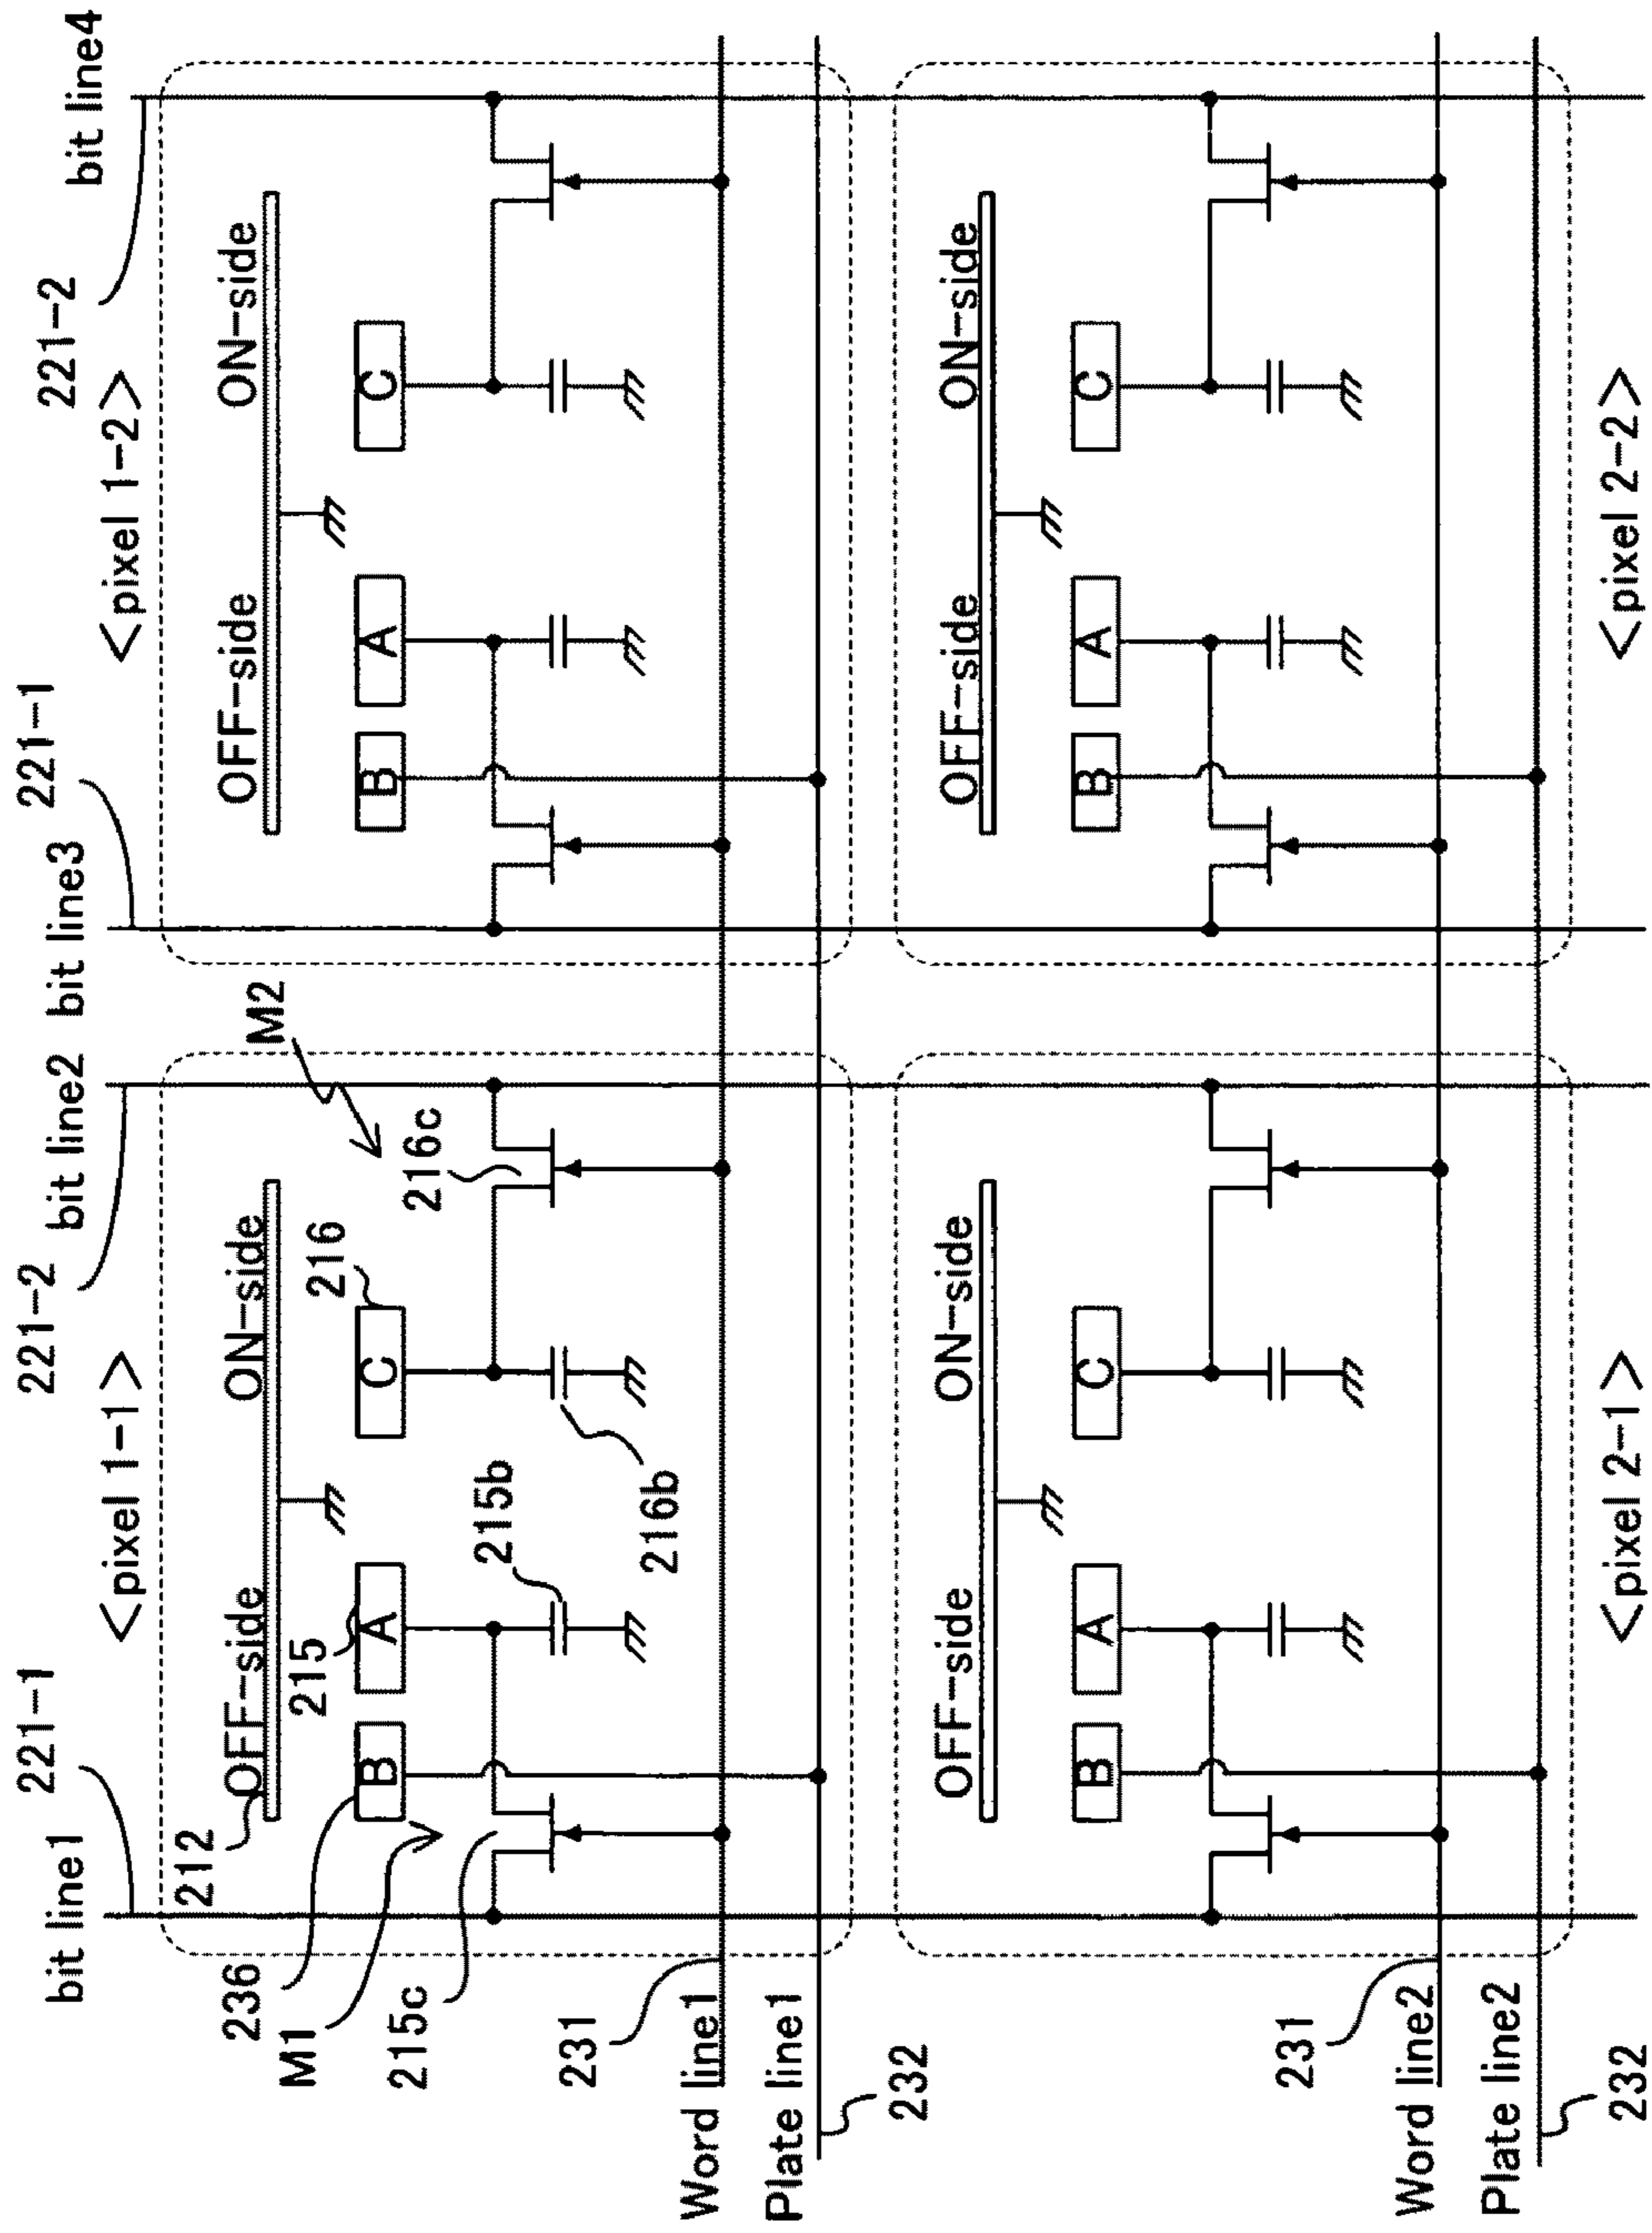 bit line1
221-1
<pixel 1-1>
221-2
bit line2
bit line3
221-1
<pixel 1-2>
221-2
bit line4
212
OFF-side
ON-side
M2
OFF-side
ON-side
236
215
216
B
A
C
216c
B
A
C
M1
215c
215b
216b
231
Word line1
Plate line1
232
OFF-side
ON-side
OFF-side
ON-side
B
A
C
B
A
C
231
Word line2
Plate line2
232
<pixel 2-1>
<pixel 2-2>